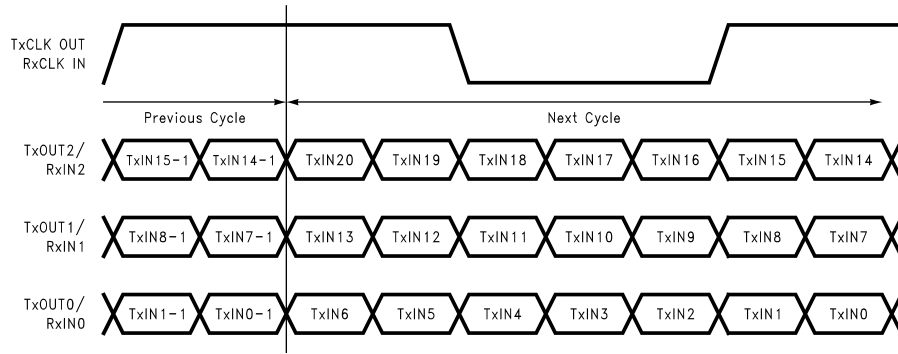 TxCLK OUT
RxCLK IN
Previous Cycle Next Cycle
TxOUT2/
RxIN2
TxIN15-1 TxIN14-1 TxIN20 TxIN19 TxIN18 TxIN17 TxIN16 TxIN15 TxIN14
TxOUT1/
RxIN1
TxIN8-1 TxIN7-1 TxIN13 TxIN12 TxIN11 TxIN10 TxIN9 TxIN8 TxIN7
TxOUT0/
RxIN0
TxIN1-1 TxIN0-1 TxIN6 TxIN5 TxIN4 TxIN3 TxIN2 TxIN1 TxIN0